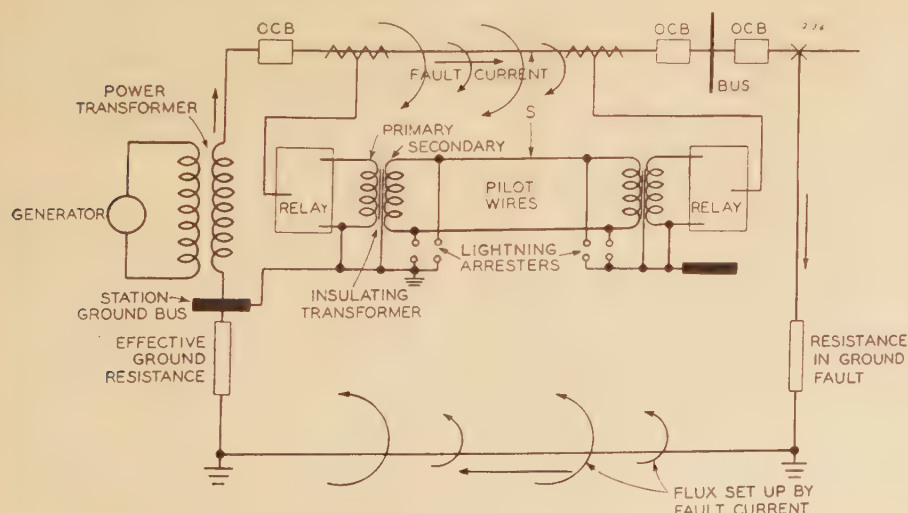 OCB
OCB
OCB
236
FAULT CURRENT
BUS
POWER
TRANSFORMER
S
PRIMARY
SECONDARY
PILOT
WIRES
GENERATOR
RELAY
RELAY
LIGHTNING
ARRESTERS
STATION
GROUND BUS
INSULATING
TRANSFORMER
EFFECTIVE
GROUND
RESISTANCE
RESISTANCE
IN GROUND
FAULT
FLUX SET UP BY
FAULT CURRENT